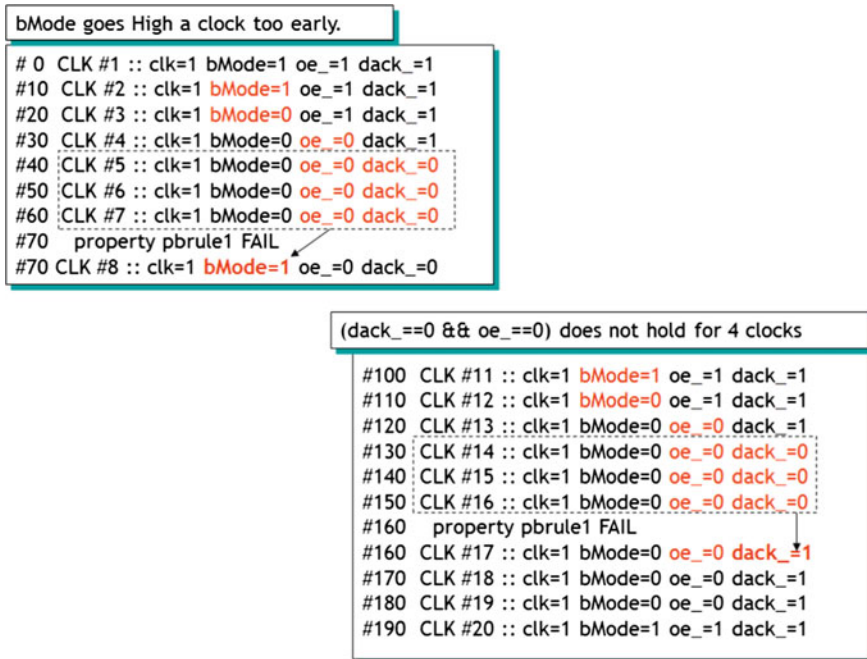 bMode goes High a clock too early.
# 0 CLK #1 :: clk=1 bMode=1 oe_=1 dack_=1
#10 CLK #2 :: clk=1 bMode=1 oe_=1 dack_=1
#20 CLK #3 :: clk=1 bMode=0 oe_=1 dack_=1
#30 CLK #4 :: clk=1 bMode=0 oe_=0 dack_=1
#40 CLK #5 :: clk=1 bMode=0 oe_=0 dack_=0
#50 CLK #6 :: clk=1 bMode=0 oe_=0 dack_=0
#60 CLK #7 :: clk=1 bMode=0 oe_=0 dack_=0
#70 property pbrule1 FAIL
#70 CLK #8 :: clk=1 bMode=1 oe_=0 dack_=0
(dack_==0 && oe_==0) does not hold for 4 clocks
#100 CLK #11 :: clk=1 bMode=1 oe_=1 dack_=1
#110 CLK #12 :: clk=1 bMode=0 oe_=1 dack_=1
#120 CLK #13 :: clk=1 bMode=0 oe_=0 dack_=1
#130 CLK #14 :: clk=1 bMode=0 oe_=0 dack_=0
#140 CLK #15 :: clk=1 bMode=0 oe_=0 dack_=0
#150 CLK #16 :: clk=1 bMode=0 oe_=0 dack_=0
#160 property pbrule1 FAIL
#160 CLK #17 :: clk=1 bMode=0 oe_=0 dack_=1
#170 CLK #18 :: clk=1 bMode=0 oe_=0 dack_=1
#180 CLK #19 :: clk=1 bMode=0 oe_=0 dack_=1
#190 CLK #20 :: clk=1 bMode=1 oe_=1 dack_=1